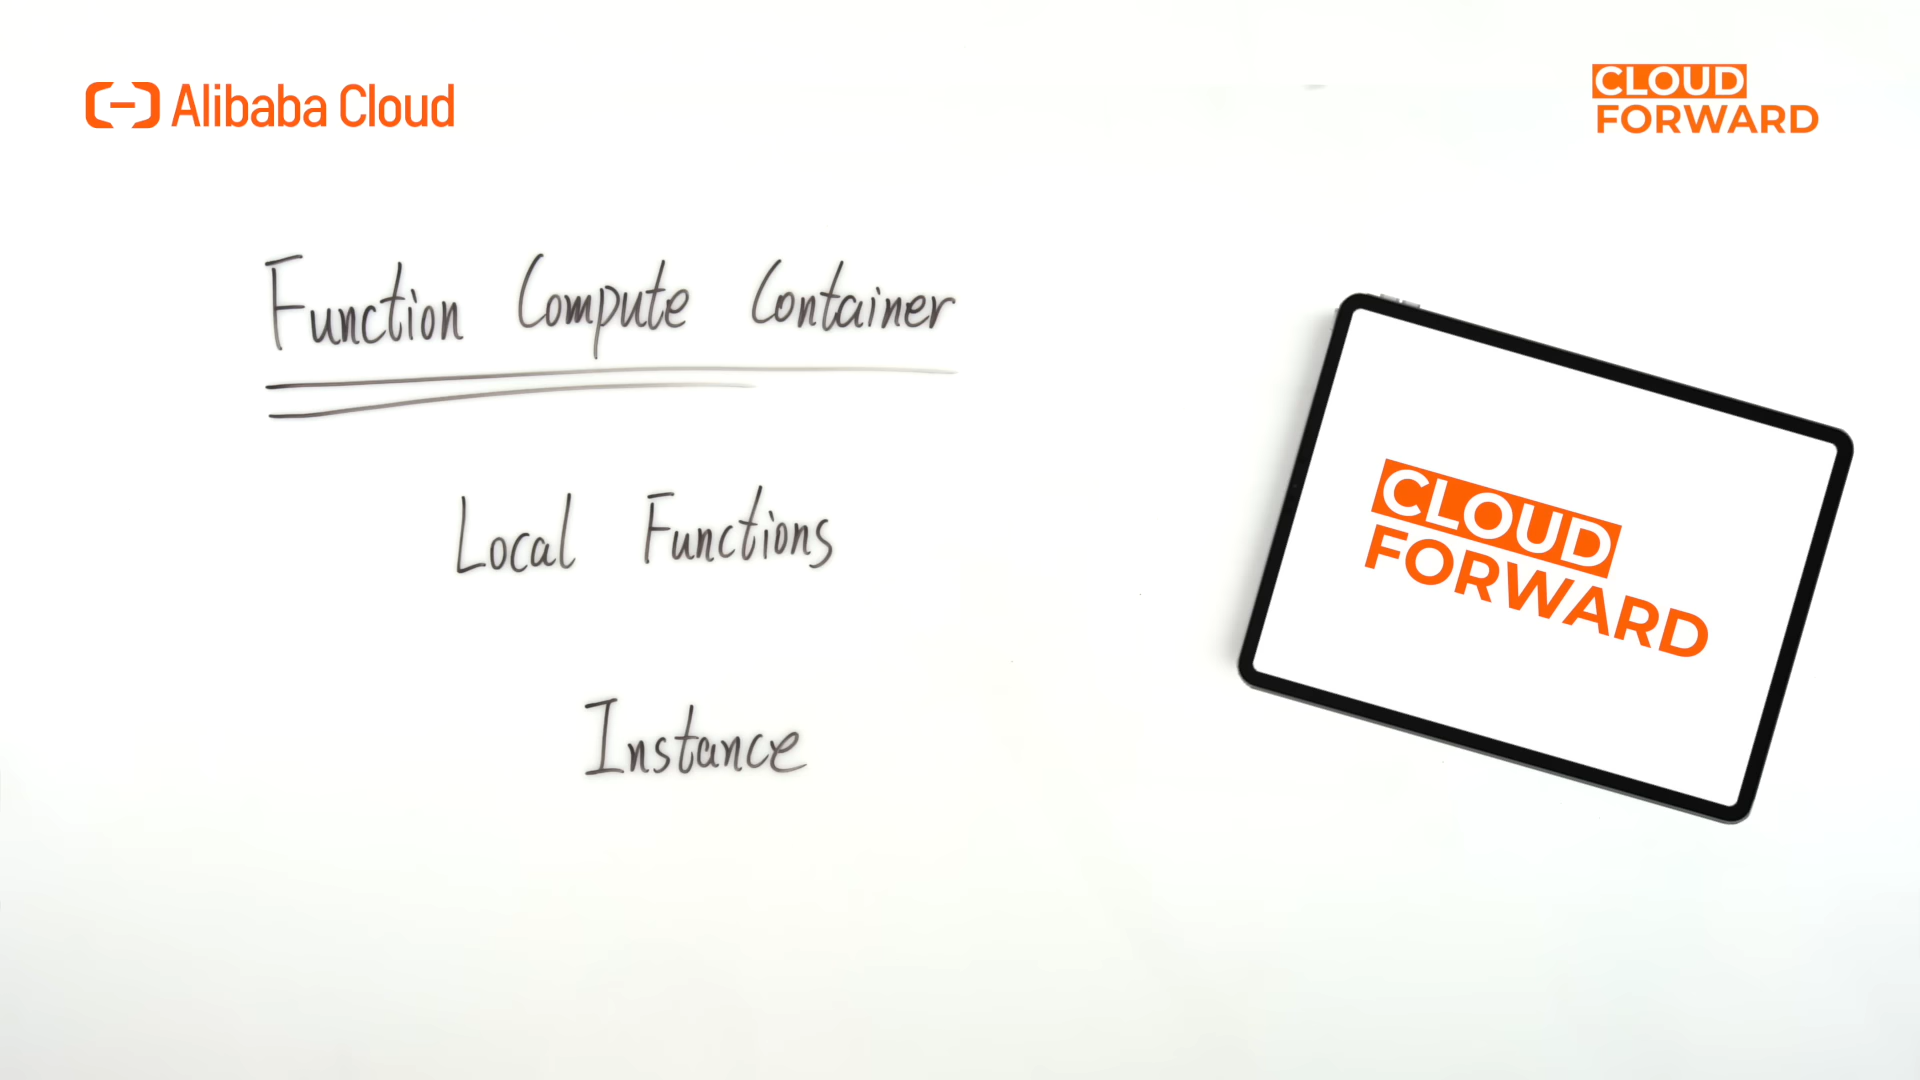 Alibaba Cloud
CLOUD
FORWARD
Function Compute Container
Local Functions
Instance
CLOUD
FORWARD